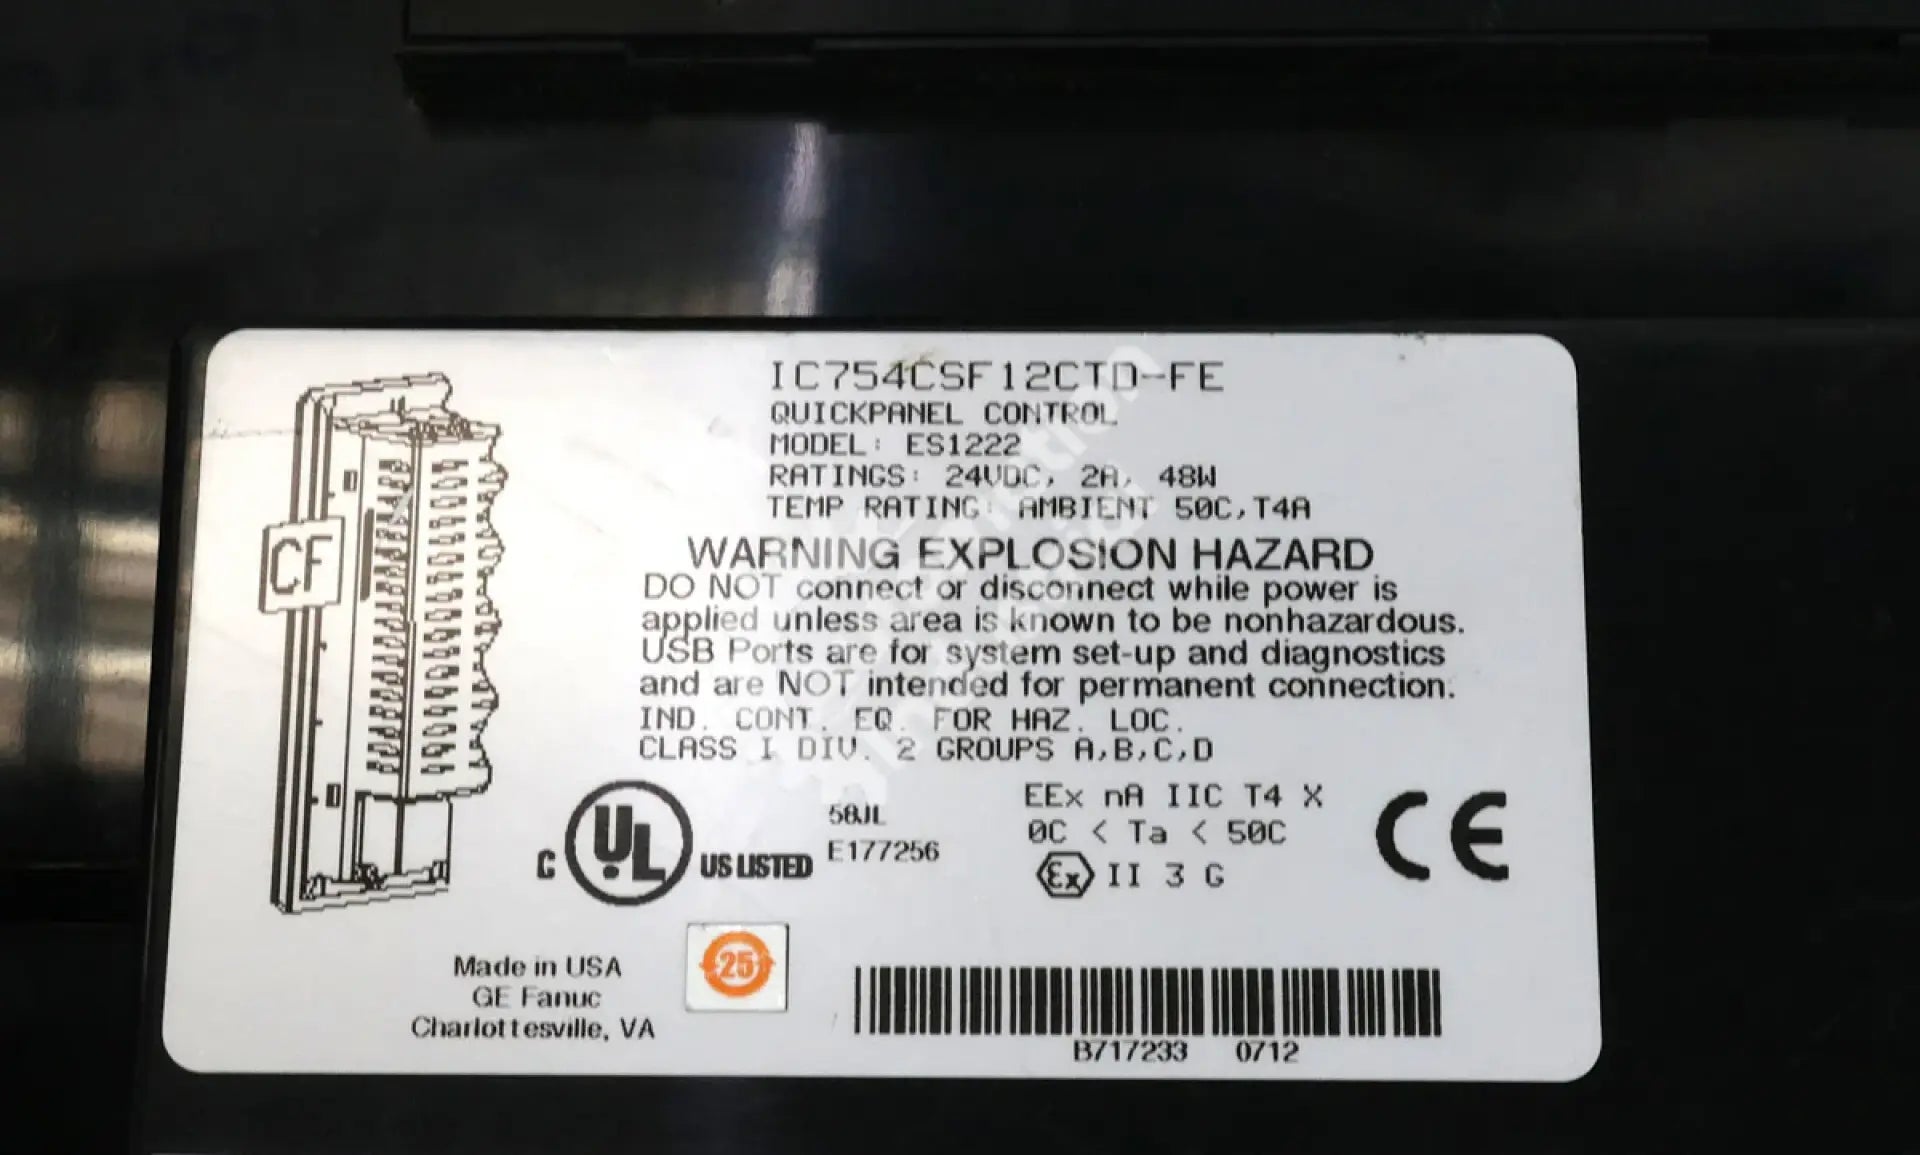 IC754CSF12CTD-FE
QUICKPANEL CONTROL
MODEL: ES1222
RATINGS: 24VDC, 2A, 48W
TEMP RATING: AMBIENT 50C,T4A
WARNING EXPLOSION HAZARD
DO NOT connect or disconnect while power is
applied unless area is known to be nonhazardous.
USB Ports are for system set-up and diagnostics
and are NOT intended for permanent connection.
IND. CONT. EQ. FOR HAZ. LOC.
CLASS I DIV. 2 GROUPS A,B,C,D
CF
C UL US LISTED
58JL
E177256
EEx nA IIC T4 X
0C < Ta < 50C
Ex II 3 G
CE
Made in USA
GE Fanuc
Charlottesville, VA
25
B717233 0712